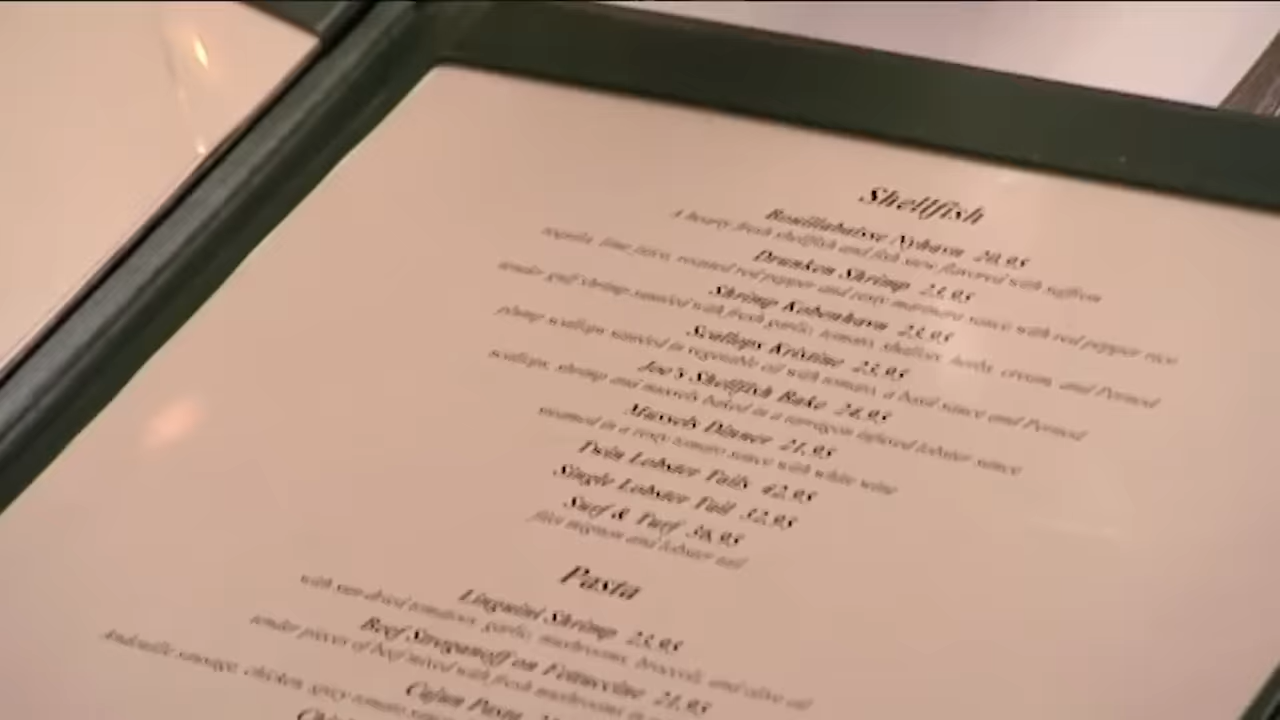 Shellfish
Bouillabaisse Nyhavn 20.95
A hearty fresh shellfish and fish stew flavored with saffron
Drunken Shrimp 23.95
tequila, lime juice, roasted red pepper and zesty marinara sauce with red pepper rice
Shrimp Kobenhavn 23.95
tender gulf shrimp sauteed with fresh garlic, tomato, shallots, herbs, cream, and Pernod
Scallops Kristine 23.95
plump scallops sauteed in vegetable oil with tomato, a basil sauce and Pernod
Joe's Shellfish Bake 24.95
scallops, shrimp and mussels baked in a tarragon infused lobster sauce
Mussels Dinner 21.95
steamed in a zesty tomato sauce with white wine
Twin Lobster Tails 42.95
Single Lobster Tail 32.95
Surf & Turf 38.95
filet mignon and lobster tail
Pasta
Linguini Shrimp 23.95
with sun-dried tomatoes, garlic, mushrooms, broccoli and olive oil
Beef Stroganoff on Fettuccine 21.95
tender pieces of beef mixed with fresh mushrooms
Cajun Pasta
Andouille sausage, chicken, spicy tomato